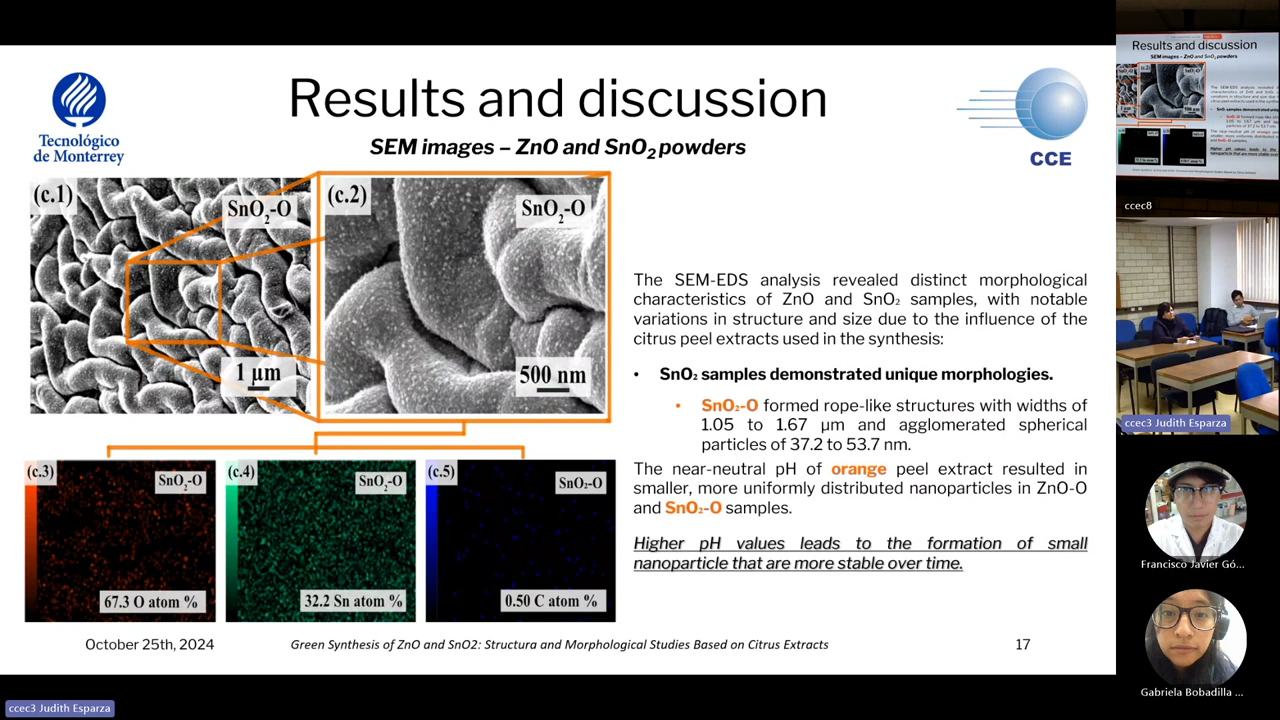 Results and discussion
SEM images – ZnO and SnO₂ powders
Tecnológico
de Monterrey
CCE
(c.1)
SnO₂-O
1 µm
(c.2)
SnO₂-O
500 nm
(c.3)
SnO₂-O
67.3 O atom %
(c.4)
SnO₂-O
32.2 Sn atom %
(c.5)
SnO₂-O
0.50 C atom %
The SEM-EDS analysis revealed distinct morphological
characteristics of ZnO and SnO₂ samples, with notable
variations in structure and size due to the influence of the
citrus peel extracts used in the synthesis:
• SnO₂ samples demonstrated unique morphologies.
• SnO₂-O formed rope-like structures with widths of
1.05 to 1.67 µm and agglomerated spherical
particles of 37.2 to 53.7 nm.
The near-neutral pH of orange peel extract resulted in
smaller, more uniformly distributed nanoparticles in ZnO-O
and SnO₂-O samples.
Higher pH values leads to the formation of small
nanoparticle that are more stable over time.
October 25th, 2024
Green Synthesis of ZnO and SnO2: Structura and Morphological Studies Based on Citrus Extracts
17
ccec3 Judith Esparza
Results and discussion
SEM images – ZnO and SnO₂ powders
ccec8
ccec3 Judith Esparza
Francisco Javier Gó...
Gabriela Bobadilla ...